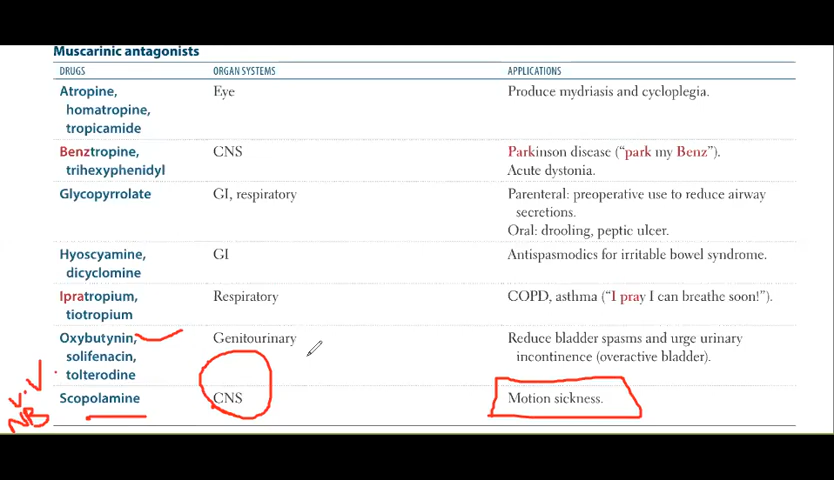 Muscarinic antagonists
DRUGS ORGAN SYSTEMS APPLICATIONS
Atropine, Eye Produce mydriasis and cycloplegia.
homatropine,
tropicamide
Benztropine, CNS Parkinson disease (“park my Benz”).
trihexyphenidyl Acute dystonia.
Glycopyrrolate GI, respiratory Parenteral: preoperative use to reduce airway
secretions.
Oral: drooling, peptic ulcer.
Hyoscyamine, GI Antispasmodics for irritable bowel syndrome.
dicyclomine
Ipratropium, Respiratory COPD, asthma (“I pray I can breathe soon!”).
tiotropium
Oxybutynin, Genitourinary Reduce bladder spasms and urge urinary
solifenacin, incontinence (overactive bladder).
tolterodine
Scopolamine CNS Motion sickness.
V.V
NB